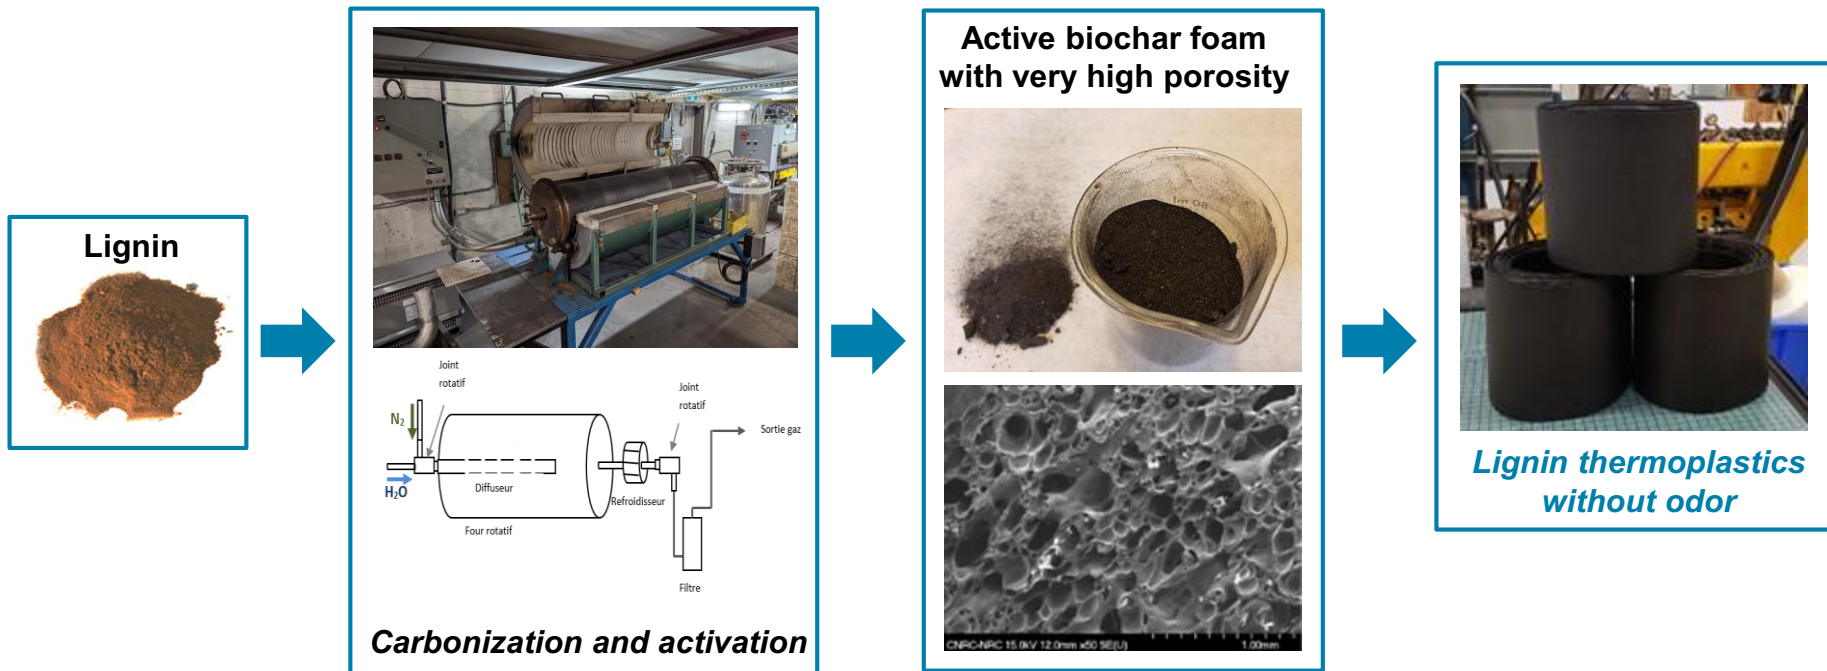 Lignin
Joint
rotatif
N₂
H₂O
Diffuseur
Four rotatif
Refroidisseur
Joint
rotatif
Sortie gaz
Filtre
Carbonization and activation
Active biochar foam
with very high porosity
80 ml
CNRC-NRC 15.0kV 12.0mm x50 SE(U)
1.00mm
Lignin thermoplastics
without odor